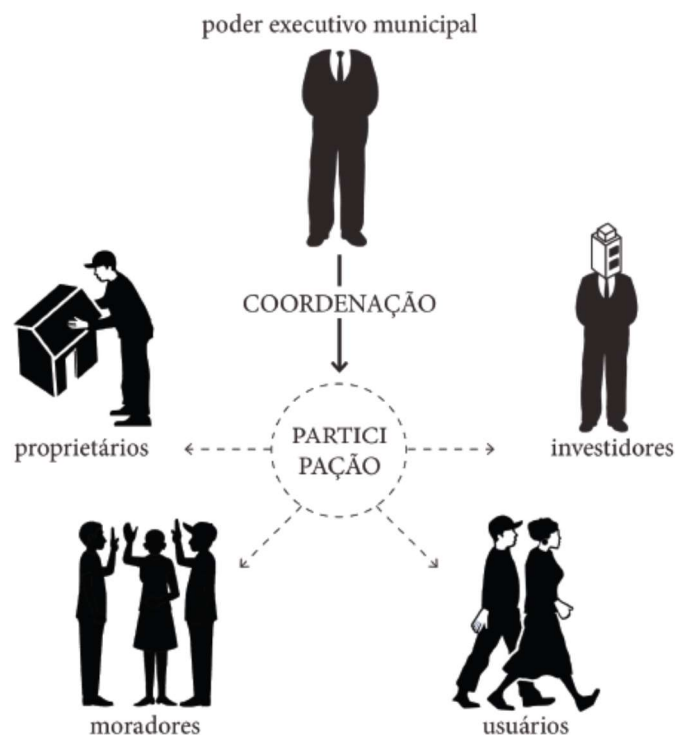 poder executivo municipal
COORDENAÇÃO
PARTICI
PAÇÃO
proprietários
investidores
moradores
usuários